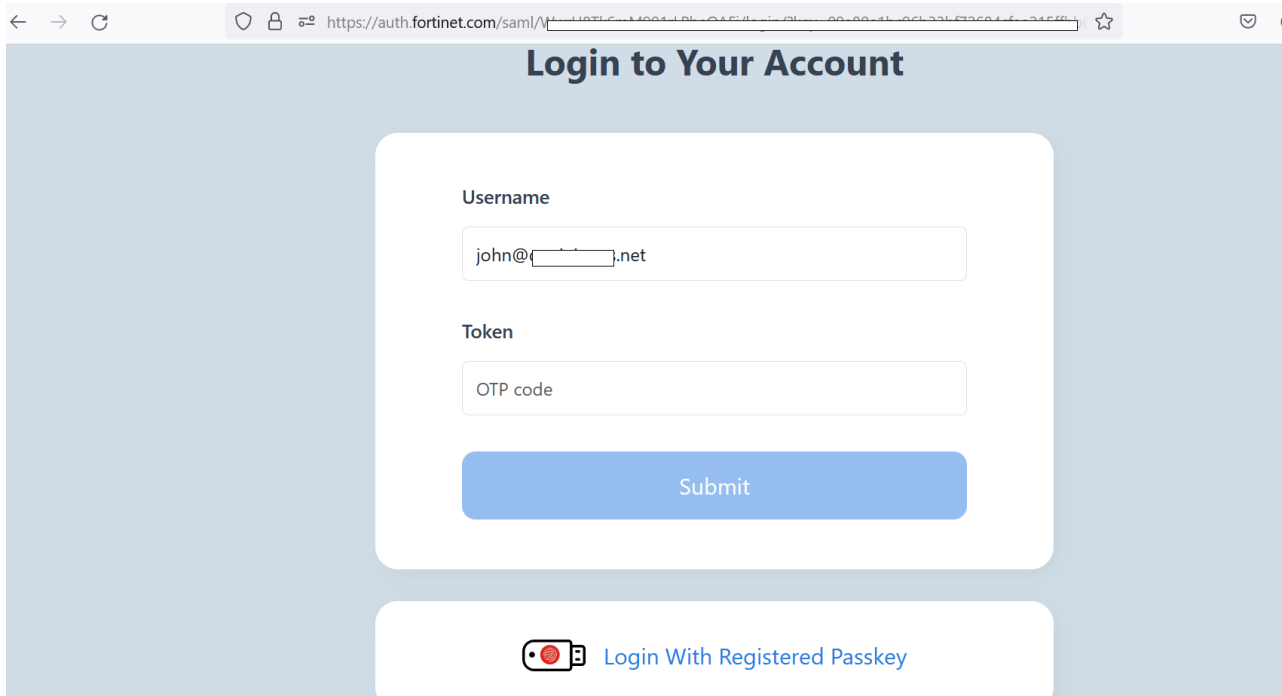 https://auth.fortinet.com/saml/
Login to Your Account
Username
john@ .net
Token
OTP code
Submit
Login With Registered Passkey